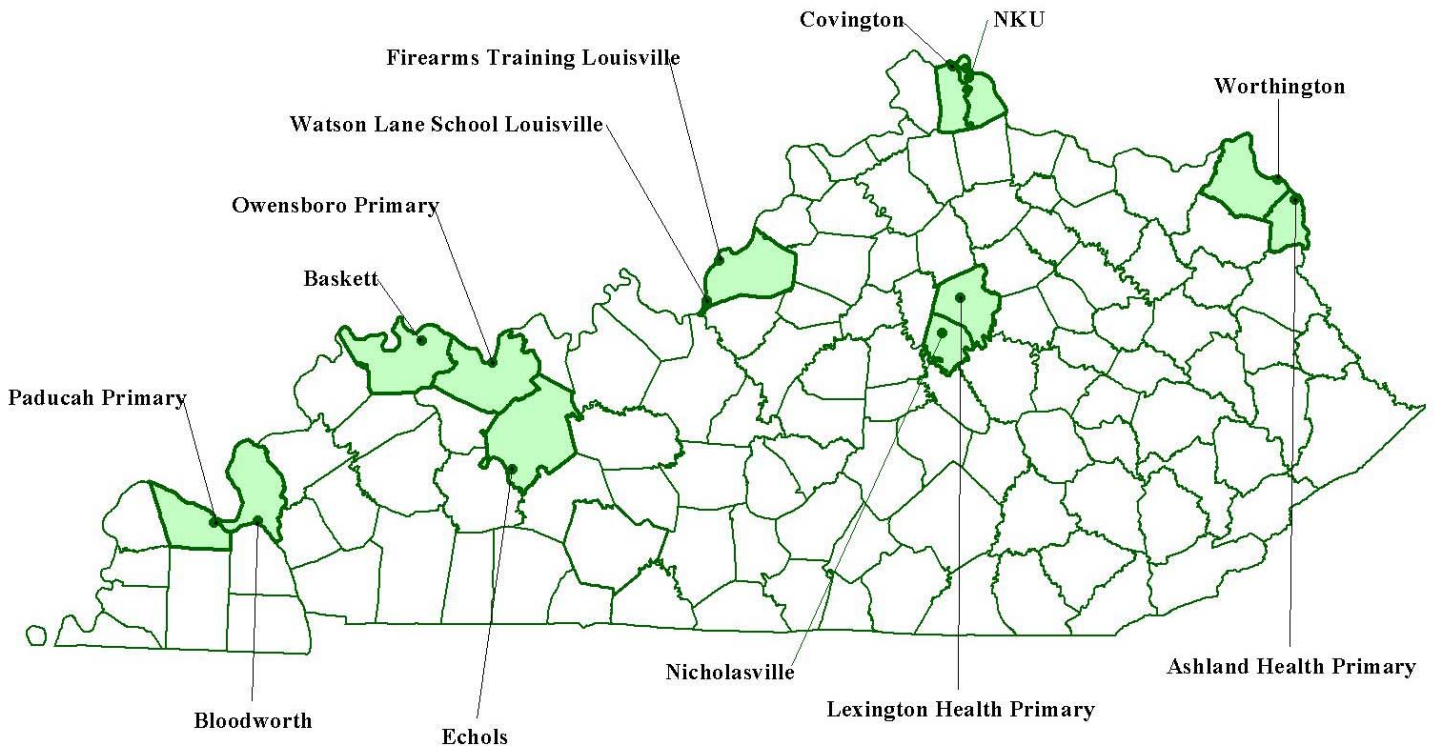 Covington
NKU
Firearms Training Louisville
Worthington
Watson Lane School Louisville
Owensboro Primary
Baskett
Paducah Primary
Nicholasville
Ashland Health Primary
Lexington Health Primary
Bloodworth
Echols